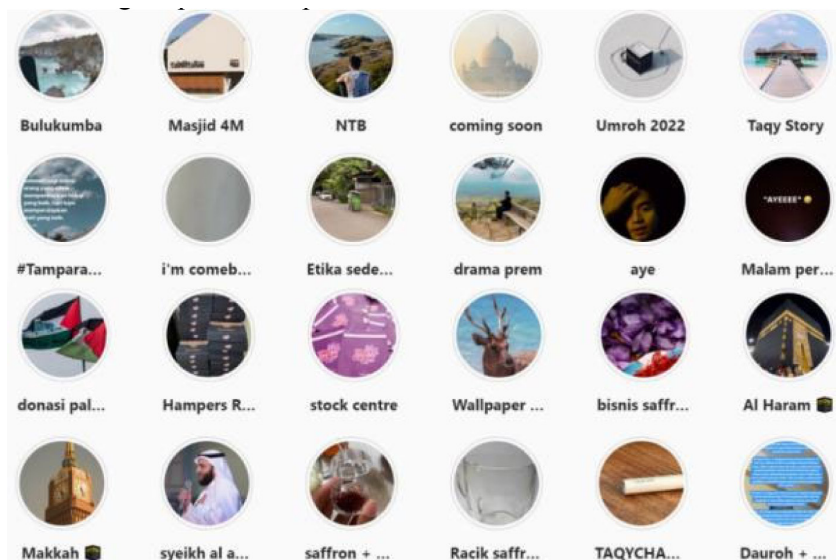 Bulukumba
Masjid 4M
NTB
coming soon
Umroh 2022
Taqy Story
#Tampara...
i'm comeb...
Etika sede...
drama prem
aye
"AYEEEE"
Malam per...
donasi pal...
Hampers R...
stock centre
Wallpaper ...
bisnis saffr...
Al Haram 🕋
Makkah 🕋
syeikh al a...
saffron + ...
Racik saffr...
TAQYCHA...
Dauroh + ...